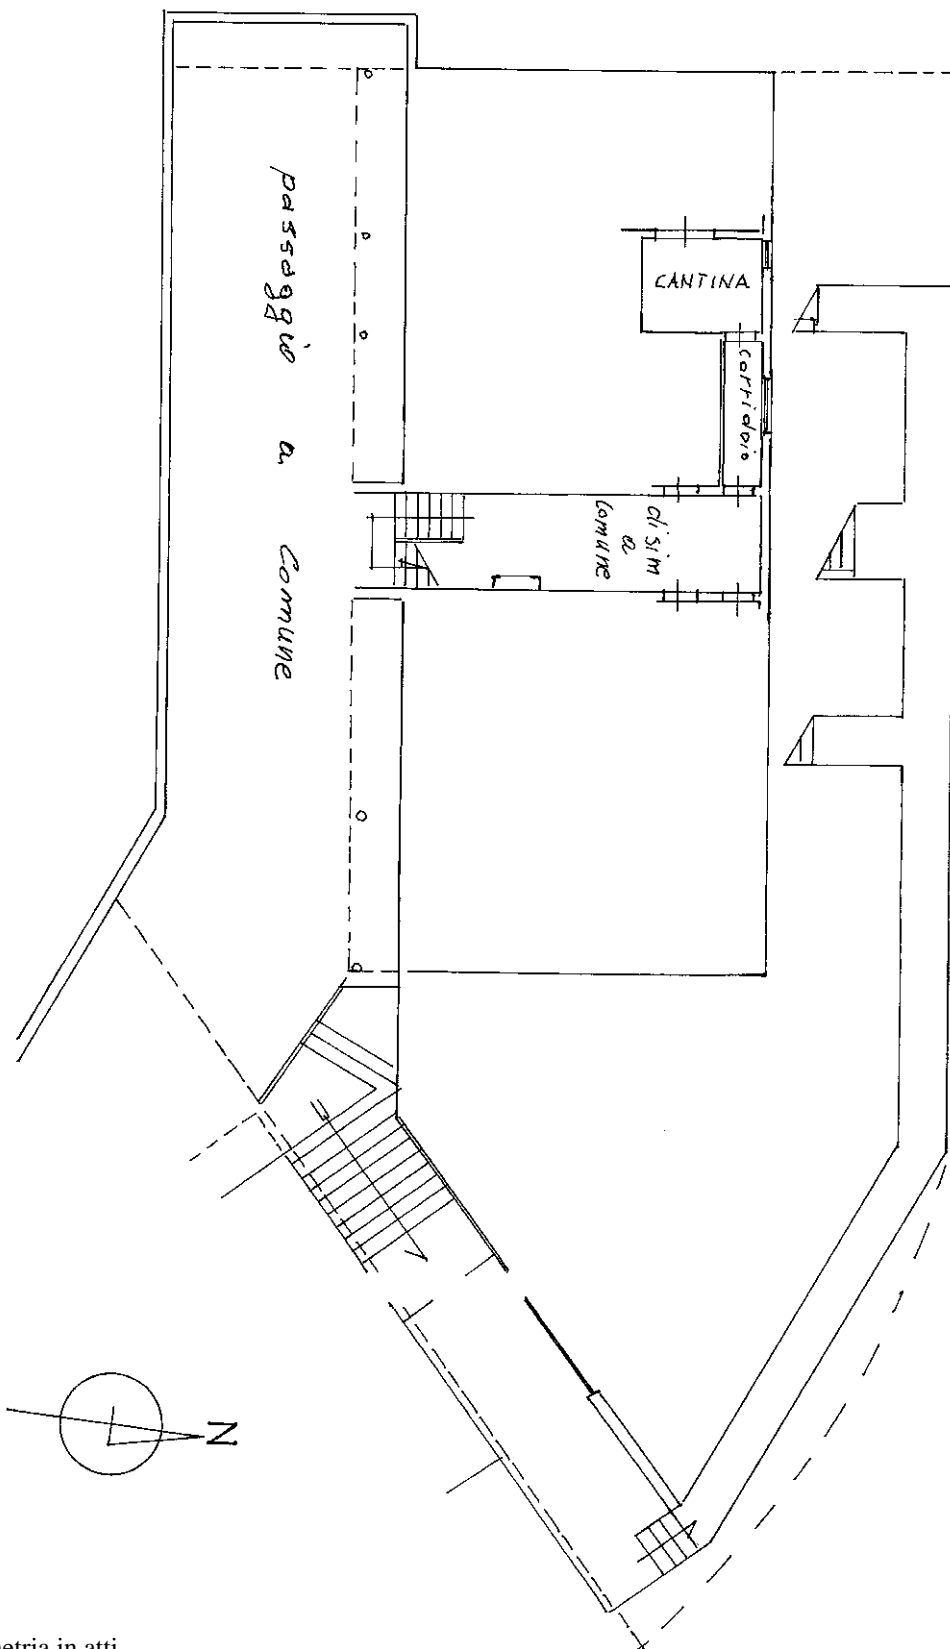 passaggio a comune
CANTINA
corridoio
disim
a
comune
N
etria in atti